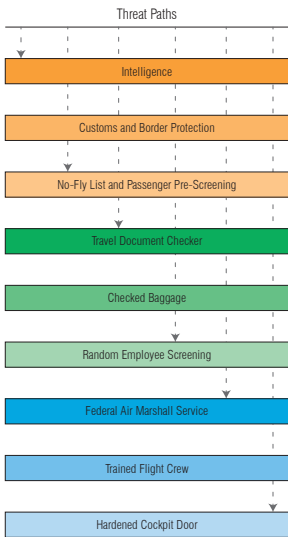 Threat Paths
Intelligence
Customs and Border Protection
No-Fly List and Passenger Pre-Screening
Travel Document Checker
Checked Baggage
Random Employee Screening
Federal Air Marshall Service
Trained Flight Crew
Hardened Cockpit Door